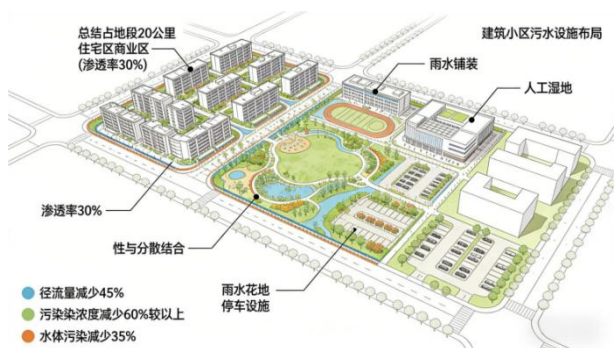 总结占地段20公里
住宅区商业区
(渗透率30%)
建筑小区污水设施布局
雨水铺装
人工湿地
渗透率30%
性与分散结合
雨水花地
停车设施
径流量减少45%
污染染浓度减少60%较以上
水体污染减少35%